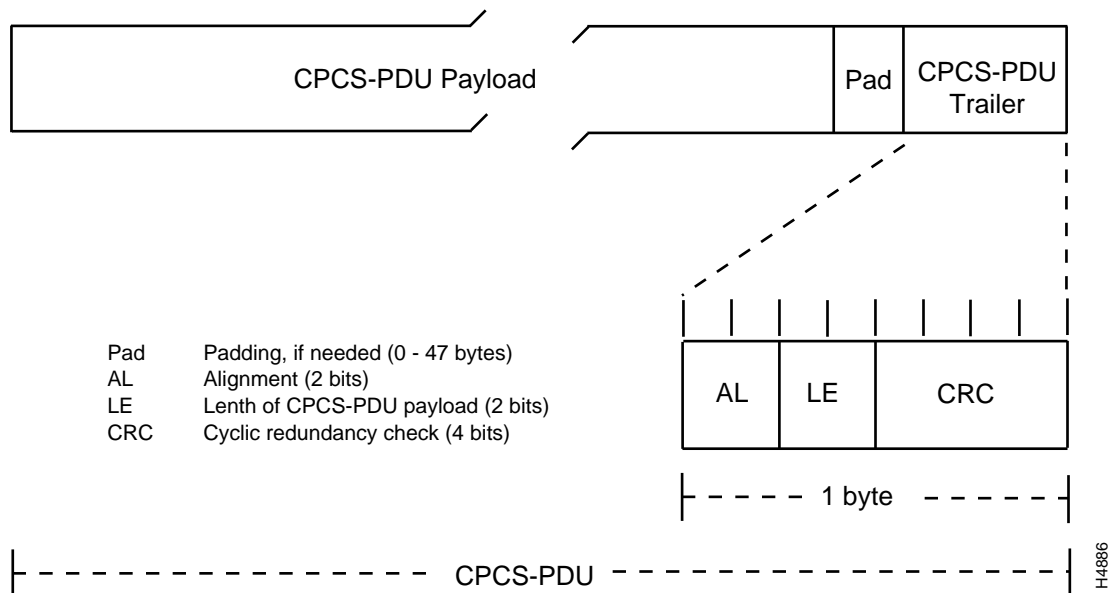 CPCS-PDU Payload
Pad
CPCS-PDU
Trailer
Pad Padding, if needed (0 - 47 bytes)
AL Alignment (2 bits)
LE Lenth of CPCS-PDU payload (2 bits)
CRC Cyclic redundancy check (4 bits)
AL
LE
CRC
1 byte
CPCS-PDU
H4886